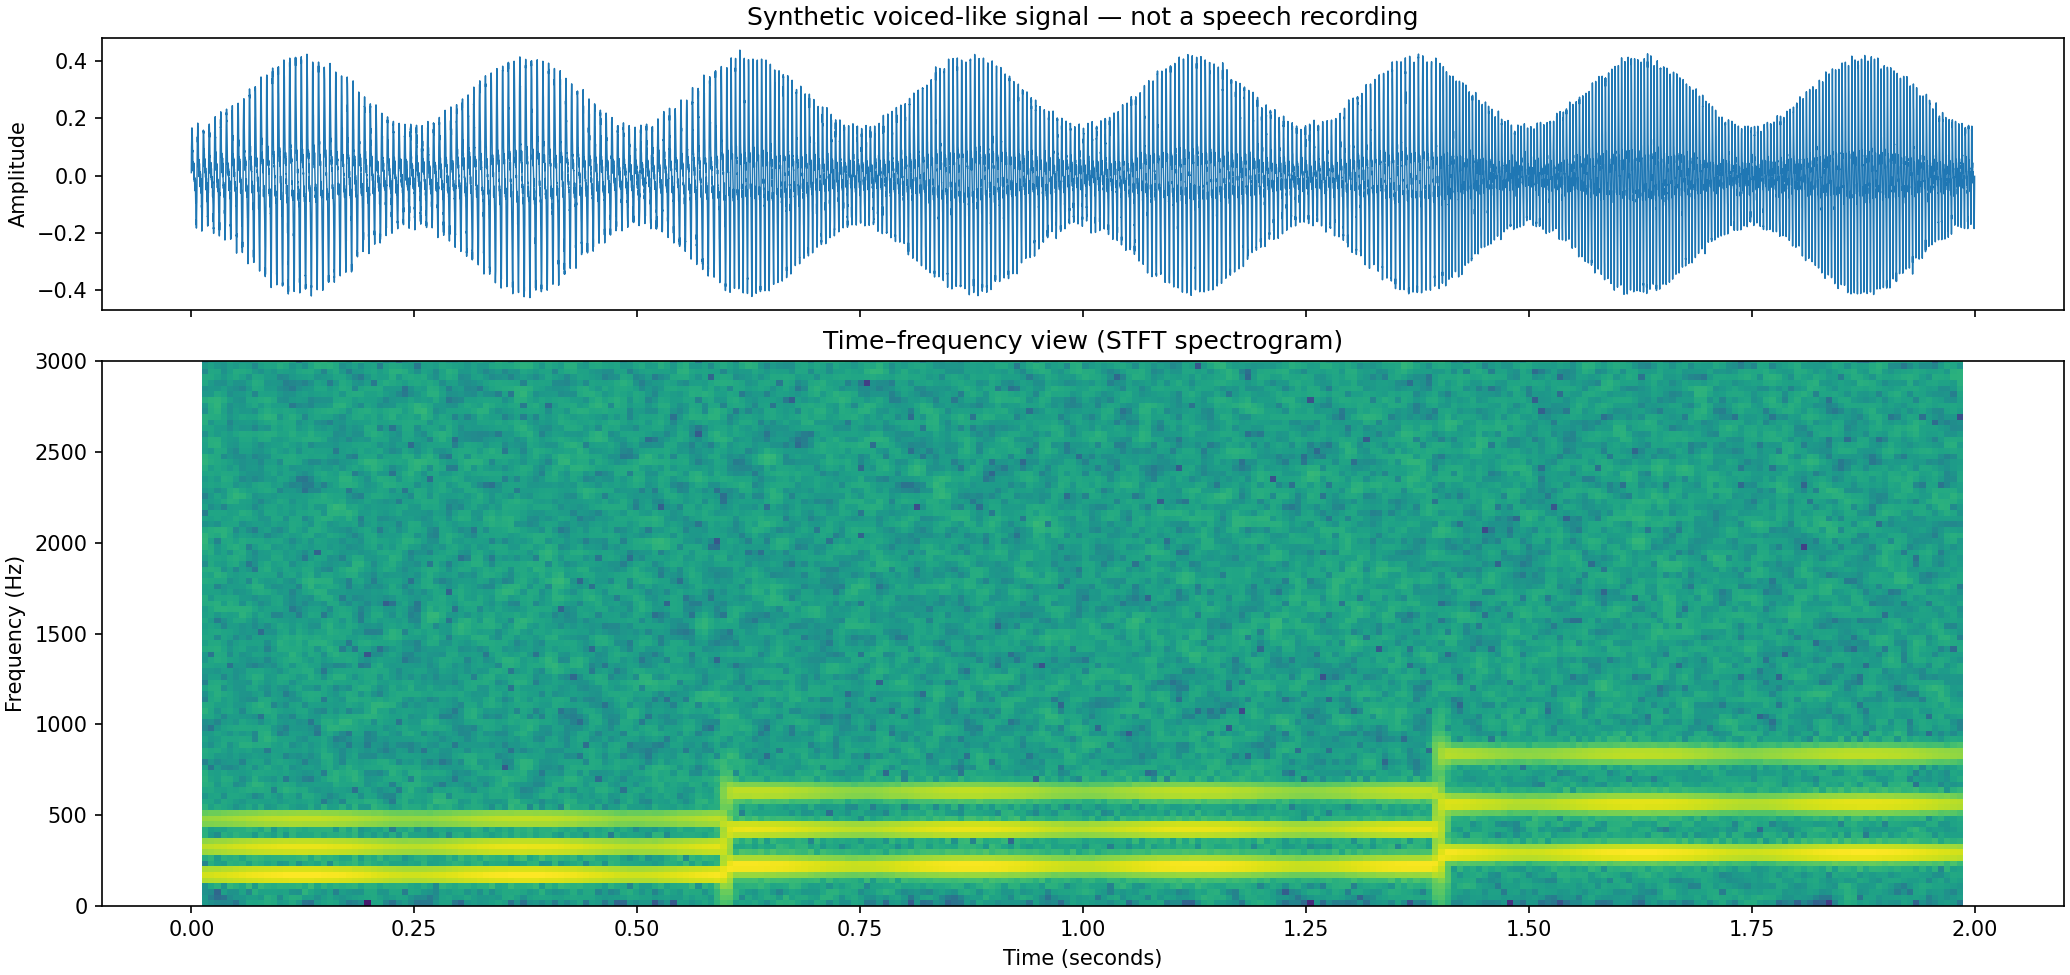 Synthetic voiced-like signal — not a speech recording
Amplitude
0.4
0.2
0.0
−0.2
−0.4
Time–frequency view (STFT spectrogram)
Frequency (Hz)
3000
2500
2000
1500
1000
500
0
0.00 0.25 0.50 0.75 1.00 1.25 1.50 1.75 2.00
Time (seconds)